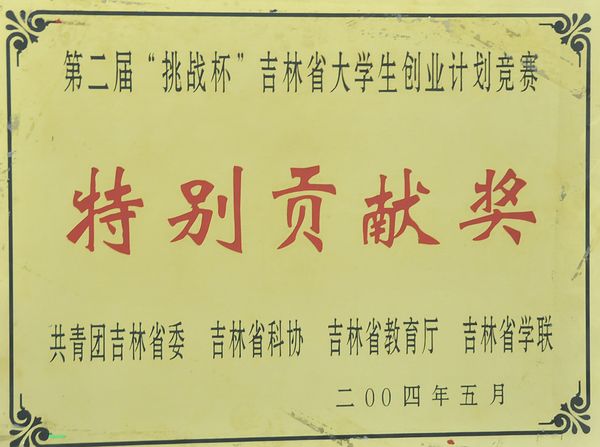 第二届“挑战杯”吉林省大学生创业计划竞赛
特别贡献奖
共青团吉林省委 吉林省科协 吉林省教育厅 吉林省学联
二〇〇四年五月